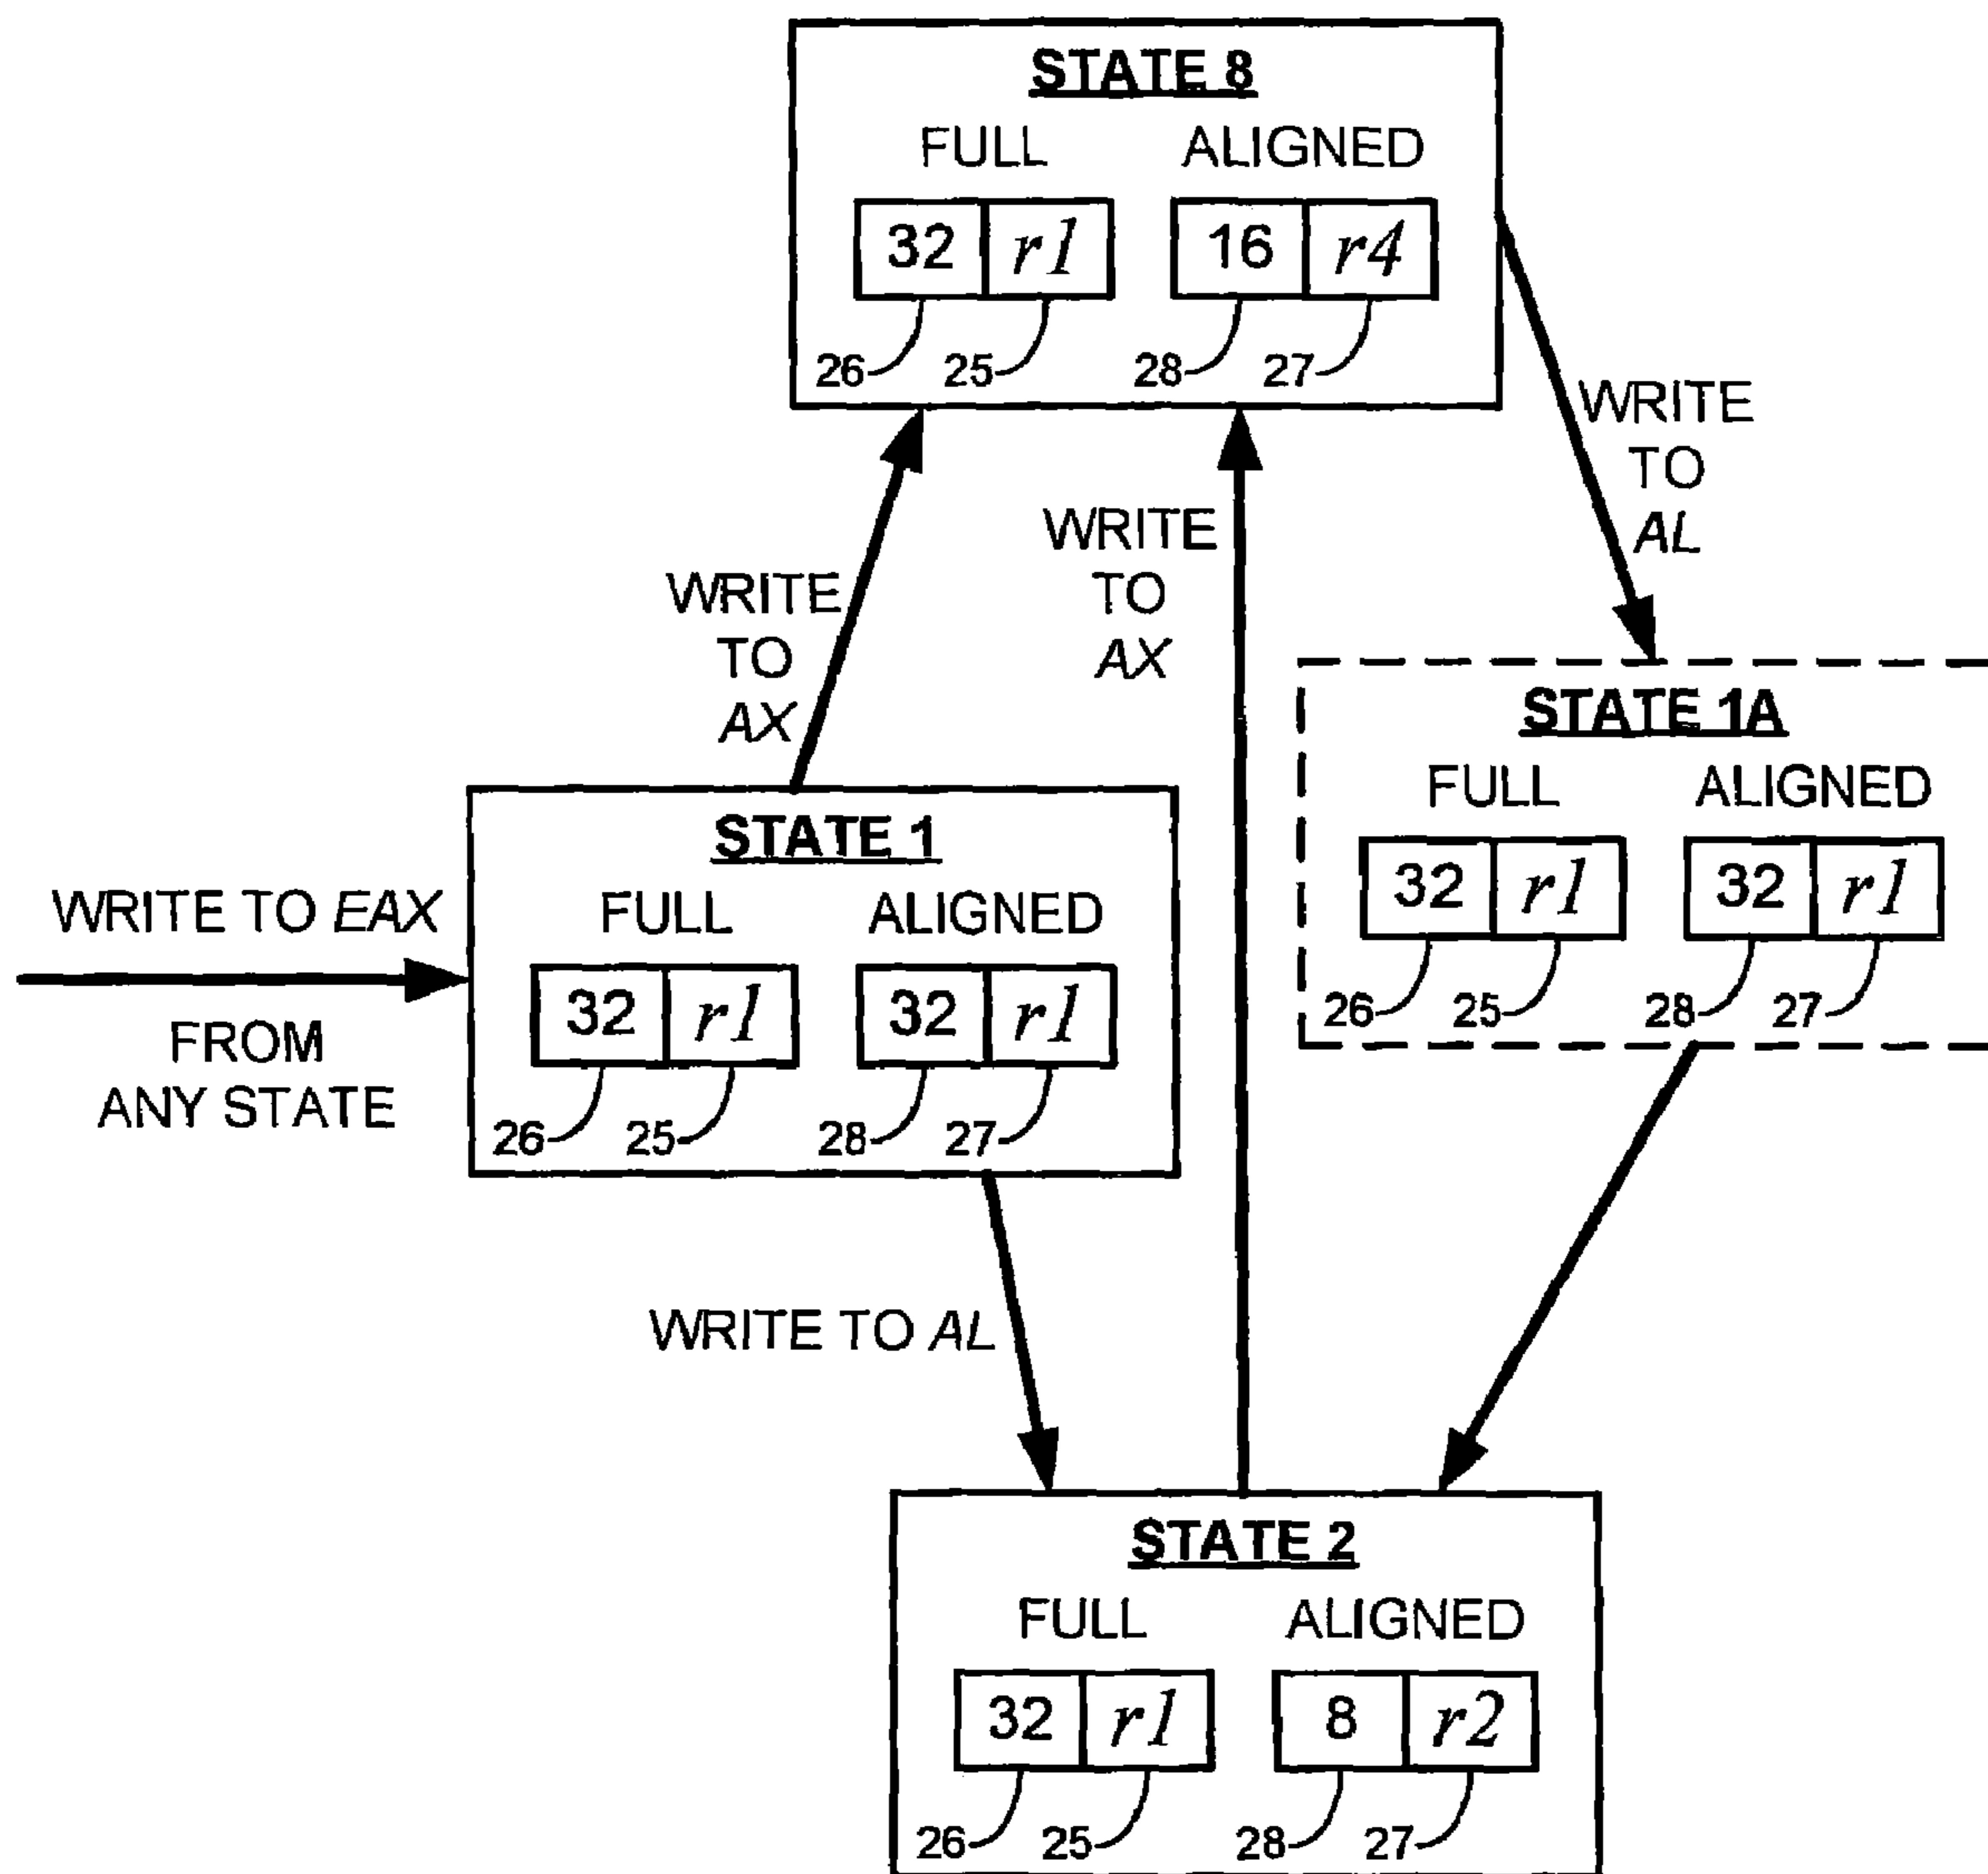 STATE 8
FULL ALIGNED
32 r1 16 r4
26 25 28 27
WRITE
TO
AX
WRITE
TO
AX
WRITE
TO
AL
STATE 1A
FULL ALIGNED
32 r1 32 r1
26 25 28 27
WRITE TO EAX
FROM
ANY STATE
STATE 1
FULL ALIGNED
32 r1 32 r1
26 25 28 27
WRITE TO AL
STATE 2
FULL ALIGNED
32 r1 8 r2
26 25 28 27